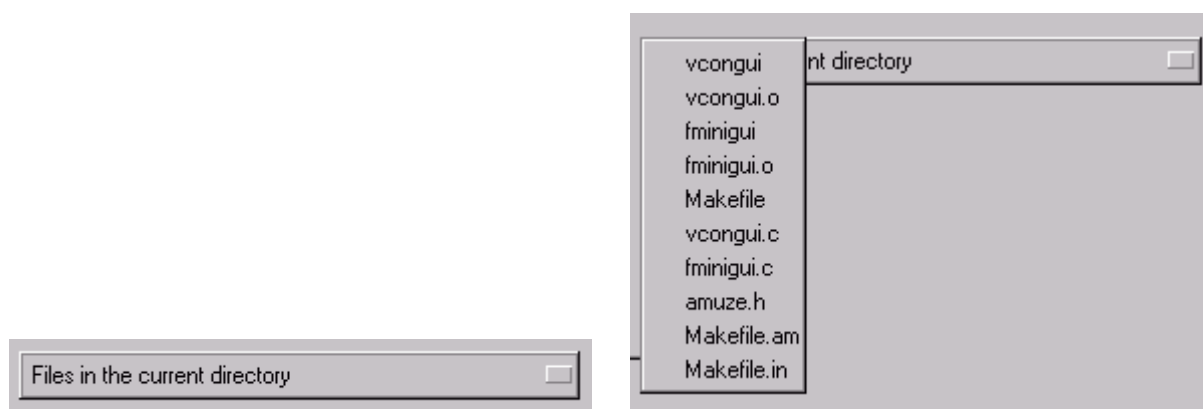 Files in the current directory
nt directory
vcongui
vcongui.o
fminigui
fminigui.o
Makefile
vcongui.c
fminigui.c
amuze.h
Makefile.am
Makefile.in